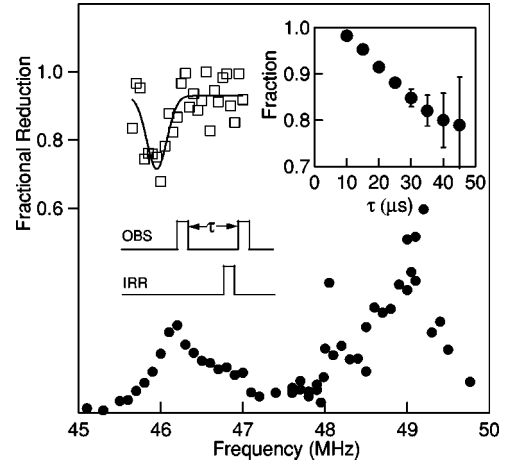 Fractional Reduction
1.0
0.8
0.6
Fraction
1.0
0.9
0.8
0.7
0 10 20 30 40 50
τ (μs)
OBS
τ
IRR
45 46 47 48 49 50
Frequency (MHz)